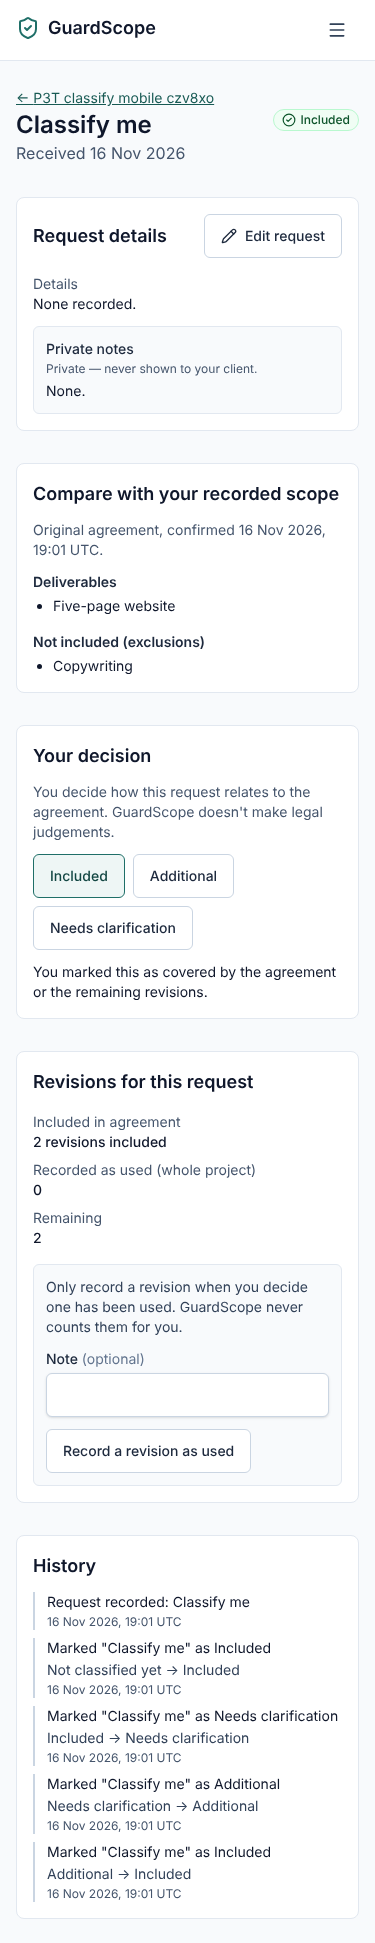 GuardScope
← P3T classify mobile czv8xo
Classify me
Included
Received 16 Nov 2026
Request details
Edit request
Details
None recorded.
Private notes
Private — never shown to your client.
None.
Compare with your recorded scope
Original agreement, confirmed 16 Nov 2026,
19:01 UTC.
Deliverables
• Five-page website
Not included (exclusions)
• Copywriting
Your decision
You decide how this request relates to the
agreement. GuardScope doesn't make legal
judgements.
Included
Additional
Needs clarification
You marked this as covered by the agreement
or the remaining revisions.
Revisions for this request
Included in agreement
2 revisions included
Recorded as used (whole project)
0
Remaining
2
Only record a revision when you decide
one has been used. GuardScope never
counts them for you.
Note (optional)
Record a revision as used
History
Request recorded: Classify me
16 Nov 2026, 19:01 UTC
Marked "Classify me" as Included
Not classified yet → Included
16 Nov 2026, 19:01 UTC
Marked "Classify me" as Needs clarification
Included → Needs clarification
16 Nov 2026, 19:01 UTC
Marked "Classify me" as Additional
Needs clarification → Additional
16 Nov 2026, 19:01 UTC
Marked "Classify me" as Included
Additional → Included
16 Nov 2026, 19:01 UTC